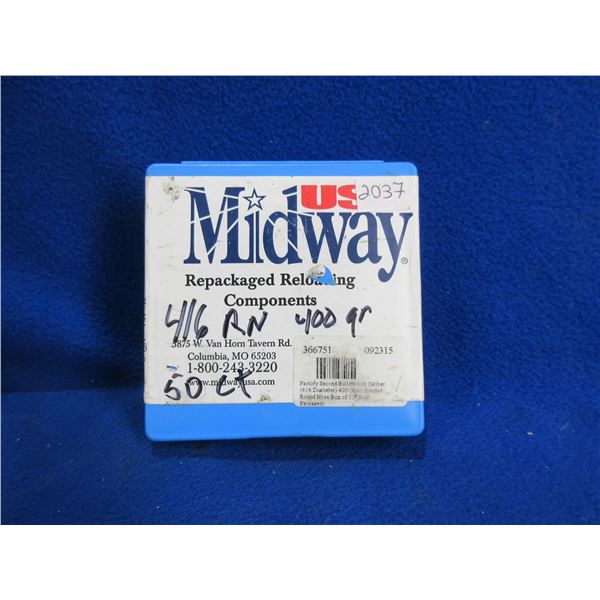 US
2037
Midway®
Repackaged Reloading
Components
416 RN 400 gr
5875 W. Van Horn Tavern Rd.
Columbia, MO 65203
1-800-243-3220
www.midwayusa.com
50 ct
366751 092315
Factory Second Bullets 416 Caliber
(416 Diameter) 400 Grain Bonded
Round Nose Box of 50